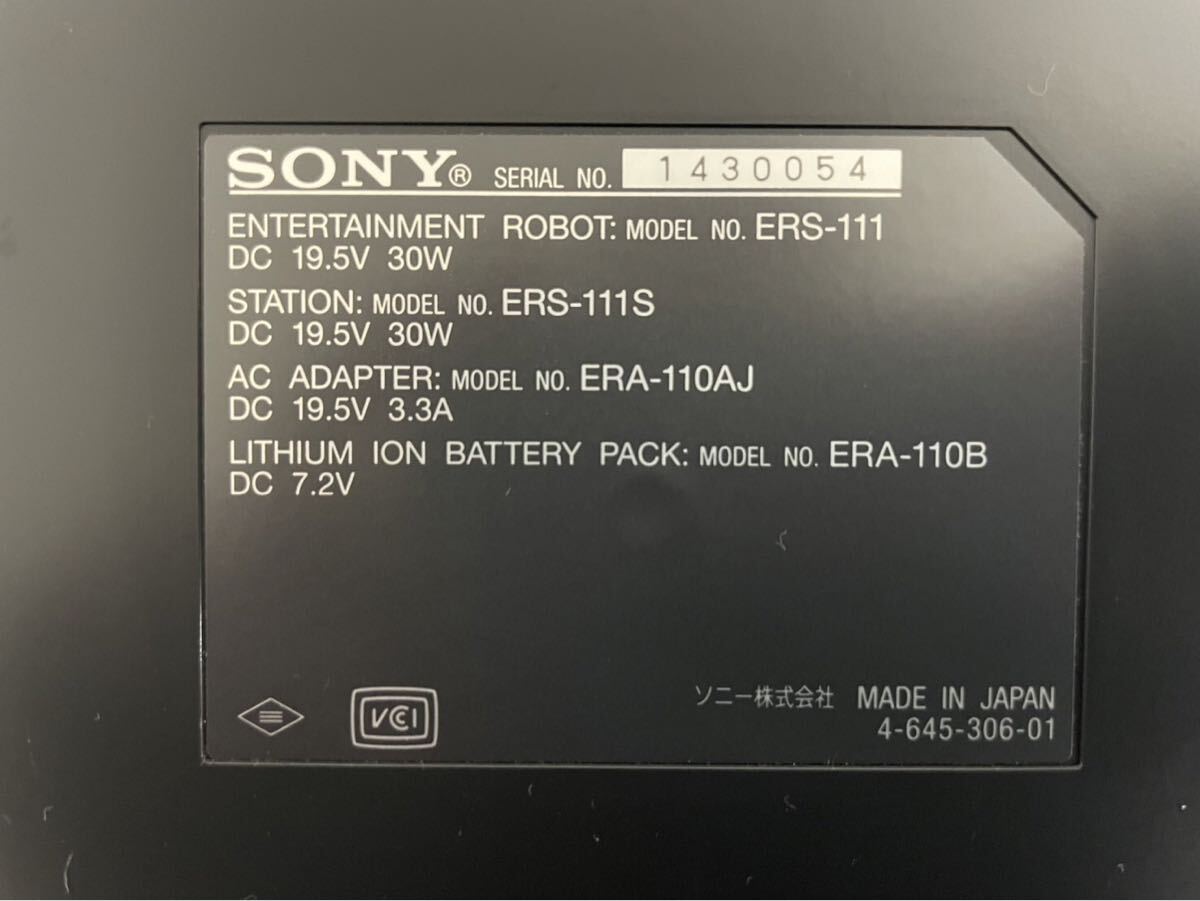 SONY® SERIAL NO. 1430054
ENTERTAINMENT ROBOT: MODEL NO. ERS-111
DC 19.5V 30W
STATION: MODEL NO. ERS-111S
DC 19.5V 30W
AC ADAPTER: MODEL NO. ERA-110AJ
DC 19.5V 3.3A
LITHIUM ION BATTERY PACK: MODEL NO. ERA-110B
DC 7.2V
VCCI ソニー株式会社 MADE IN JAPAN
4-645-306-01